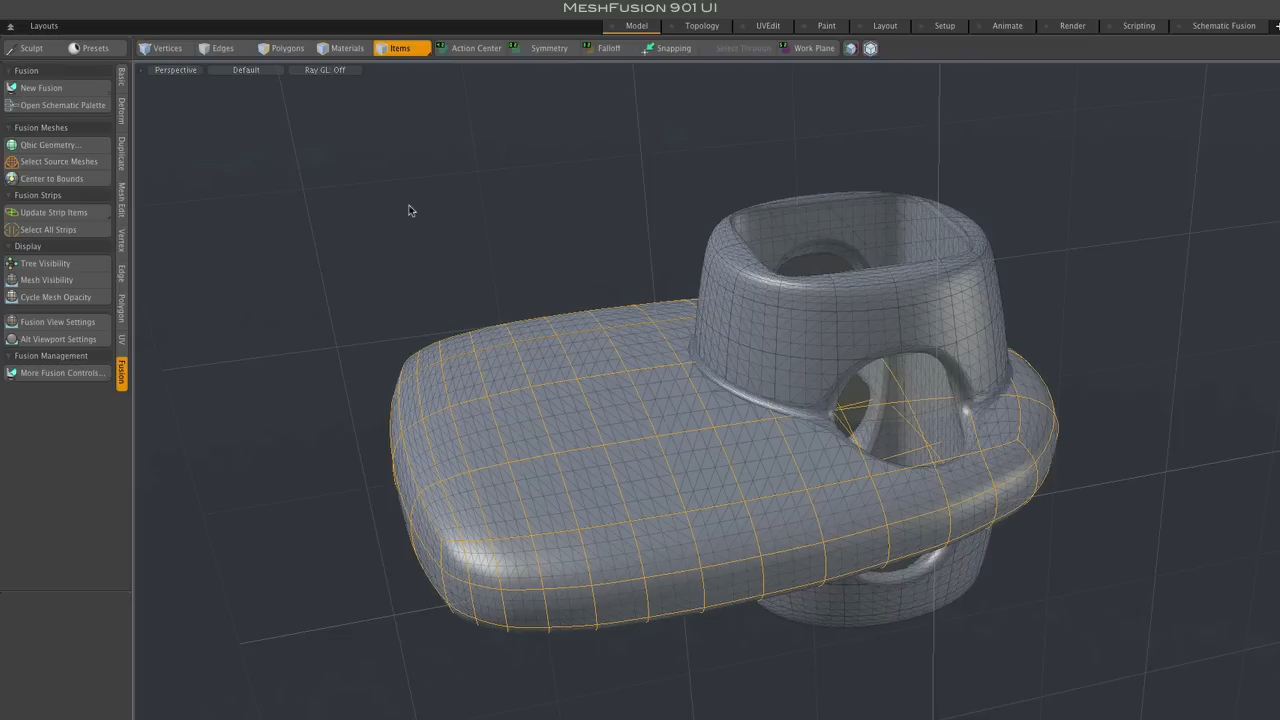 MESHFUSION 901 UI
Layouts
Model Topology UVEdit Paint Layout Setup Animate Render Scripting Schematic Fusion
Sculpt Presets Vertices Edges Polygons Materials Items Action Center Symmetry Falloff Snapping Select Through Work Plane
Perspective Default Ray GL: Off
Fusion
New Fusion
Open Schematic Palette
Fusion Meshes
Qbic Geometry...
Select Source Meshes
Center to Bounds
Fusion Strips
Update Strip Items
Select All Strips
Display
Tree Visibility
Mesh Visibility
Cycle Mesh Opacity
Fusion View Settings
Alt Viewport Settings
Fusion Management
More Fusion Controls...
Basic
Deform
Duplicate
Mesh Edit
Vertex
Edge
Polygon
UV
Fusion